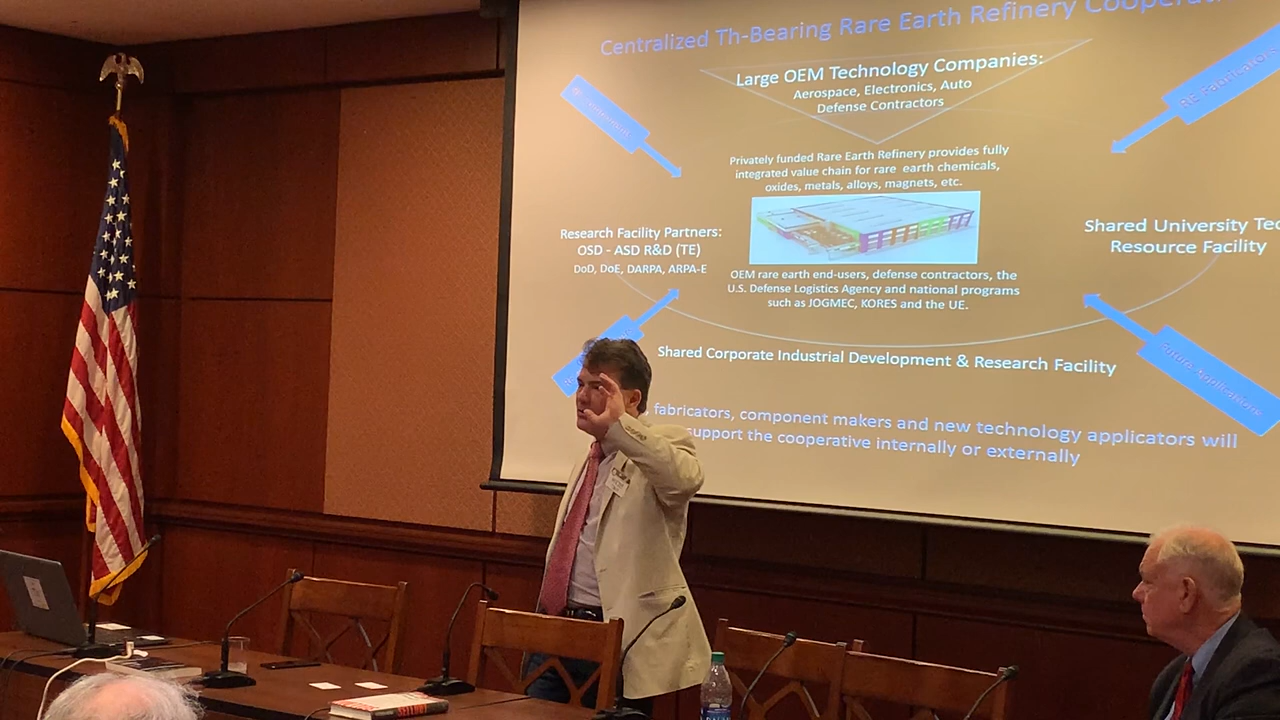 Centralized Th-Bearing Rare Earth Refinery
Large OEM Technology Companies:
Aerospace, Electronics, Auto
Defense Contractors
RE Fabricators
Privately funded Rare Earth Refinery provides fully
integrated value chain for rare earth chemicals,
oxides, metals, alloys, magnets, etc.
Research Facility Partners:
OSD - ASD R&D (TE)
DoD, DoE, DARPA, ARPA-E
Shared University
Resource Facility
OEM rare earth end-users, defense contractors, the
U.S. Defense Logistics Agency and national programs
such as JOGMEC, KORES and the UE.
Future Applications
Shared Corporate Industrial Development & Research Facility
, fabricators, component makers and new technology applicators will
support the cooperative internally or externally